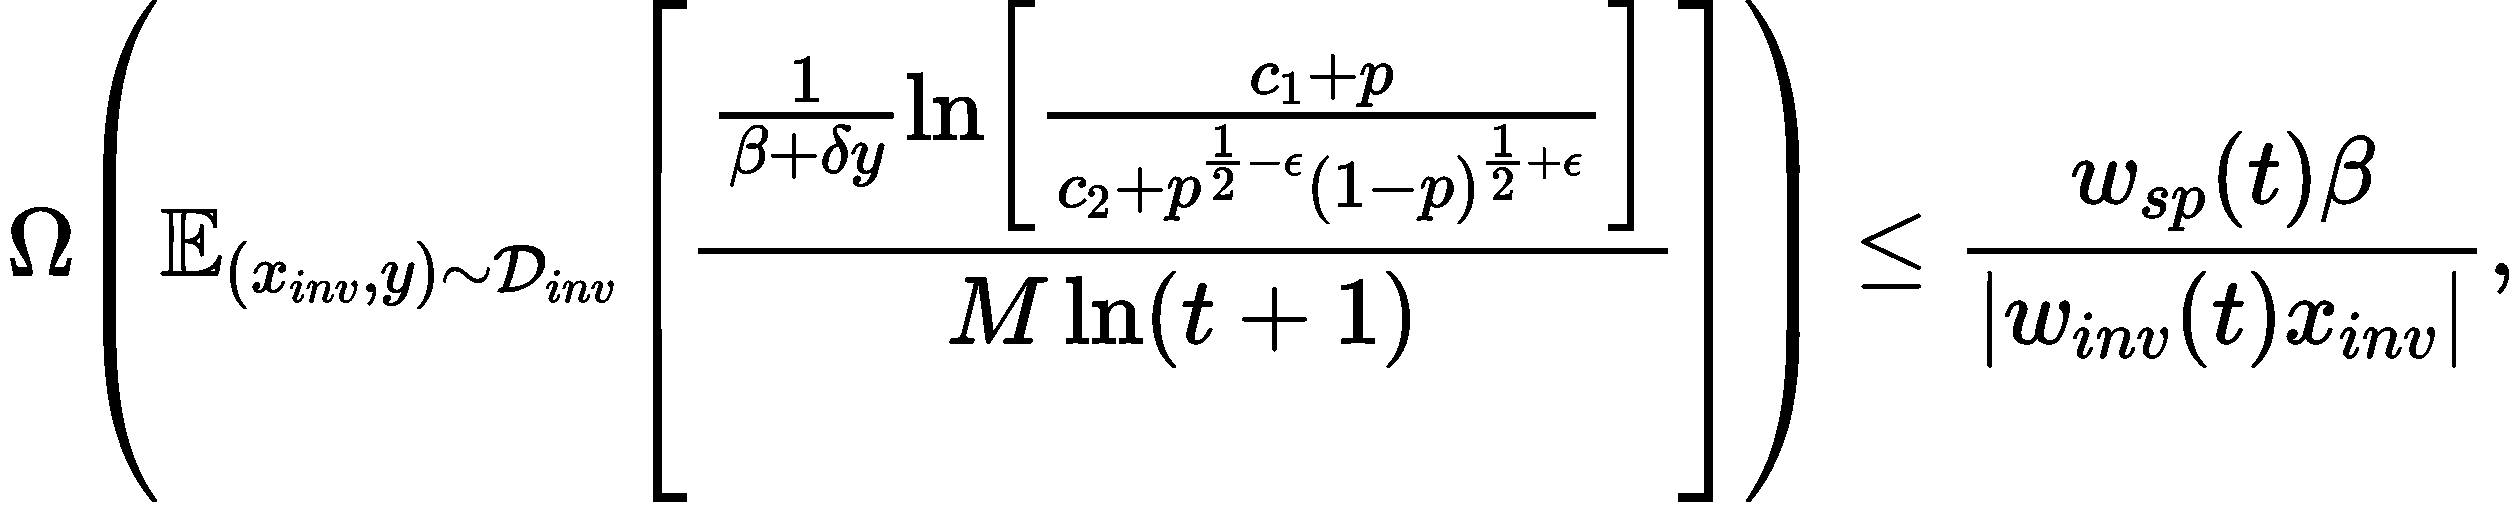 \Omega \left( \mathbb{E}_{(x_{inv},y)\sim\mathcal{D}_{inv}} \left[ \frac{\frac{1}{\beta+\delta y} \ln \left[ \frac{c_1+p}{c_2+p^{\frac{1}{2}-\epsilon}(1-p)^{\frac{1}{2}+\epsilon}} \right]}{M \ln(t+1)} \right] \right) \leq \frac{w_{sp}(t)\beta}{|w_{inv}(t)x_{inv}|},